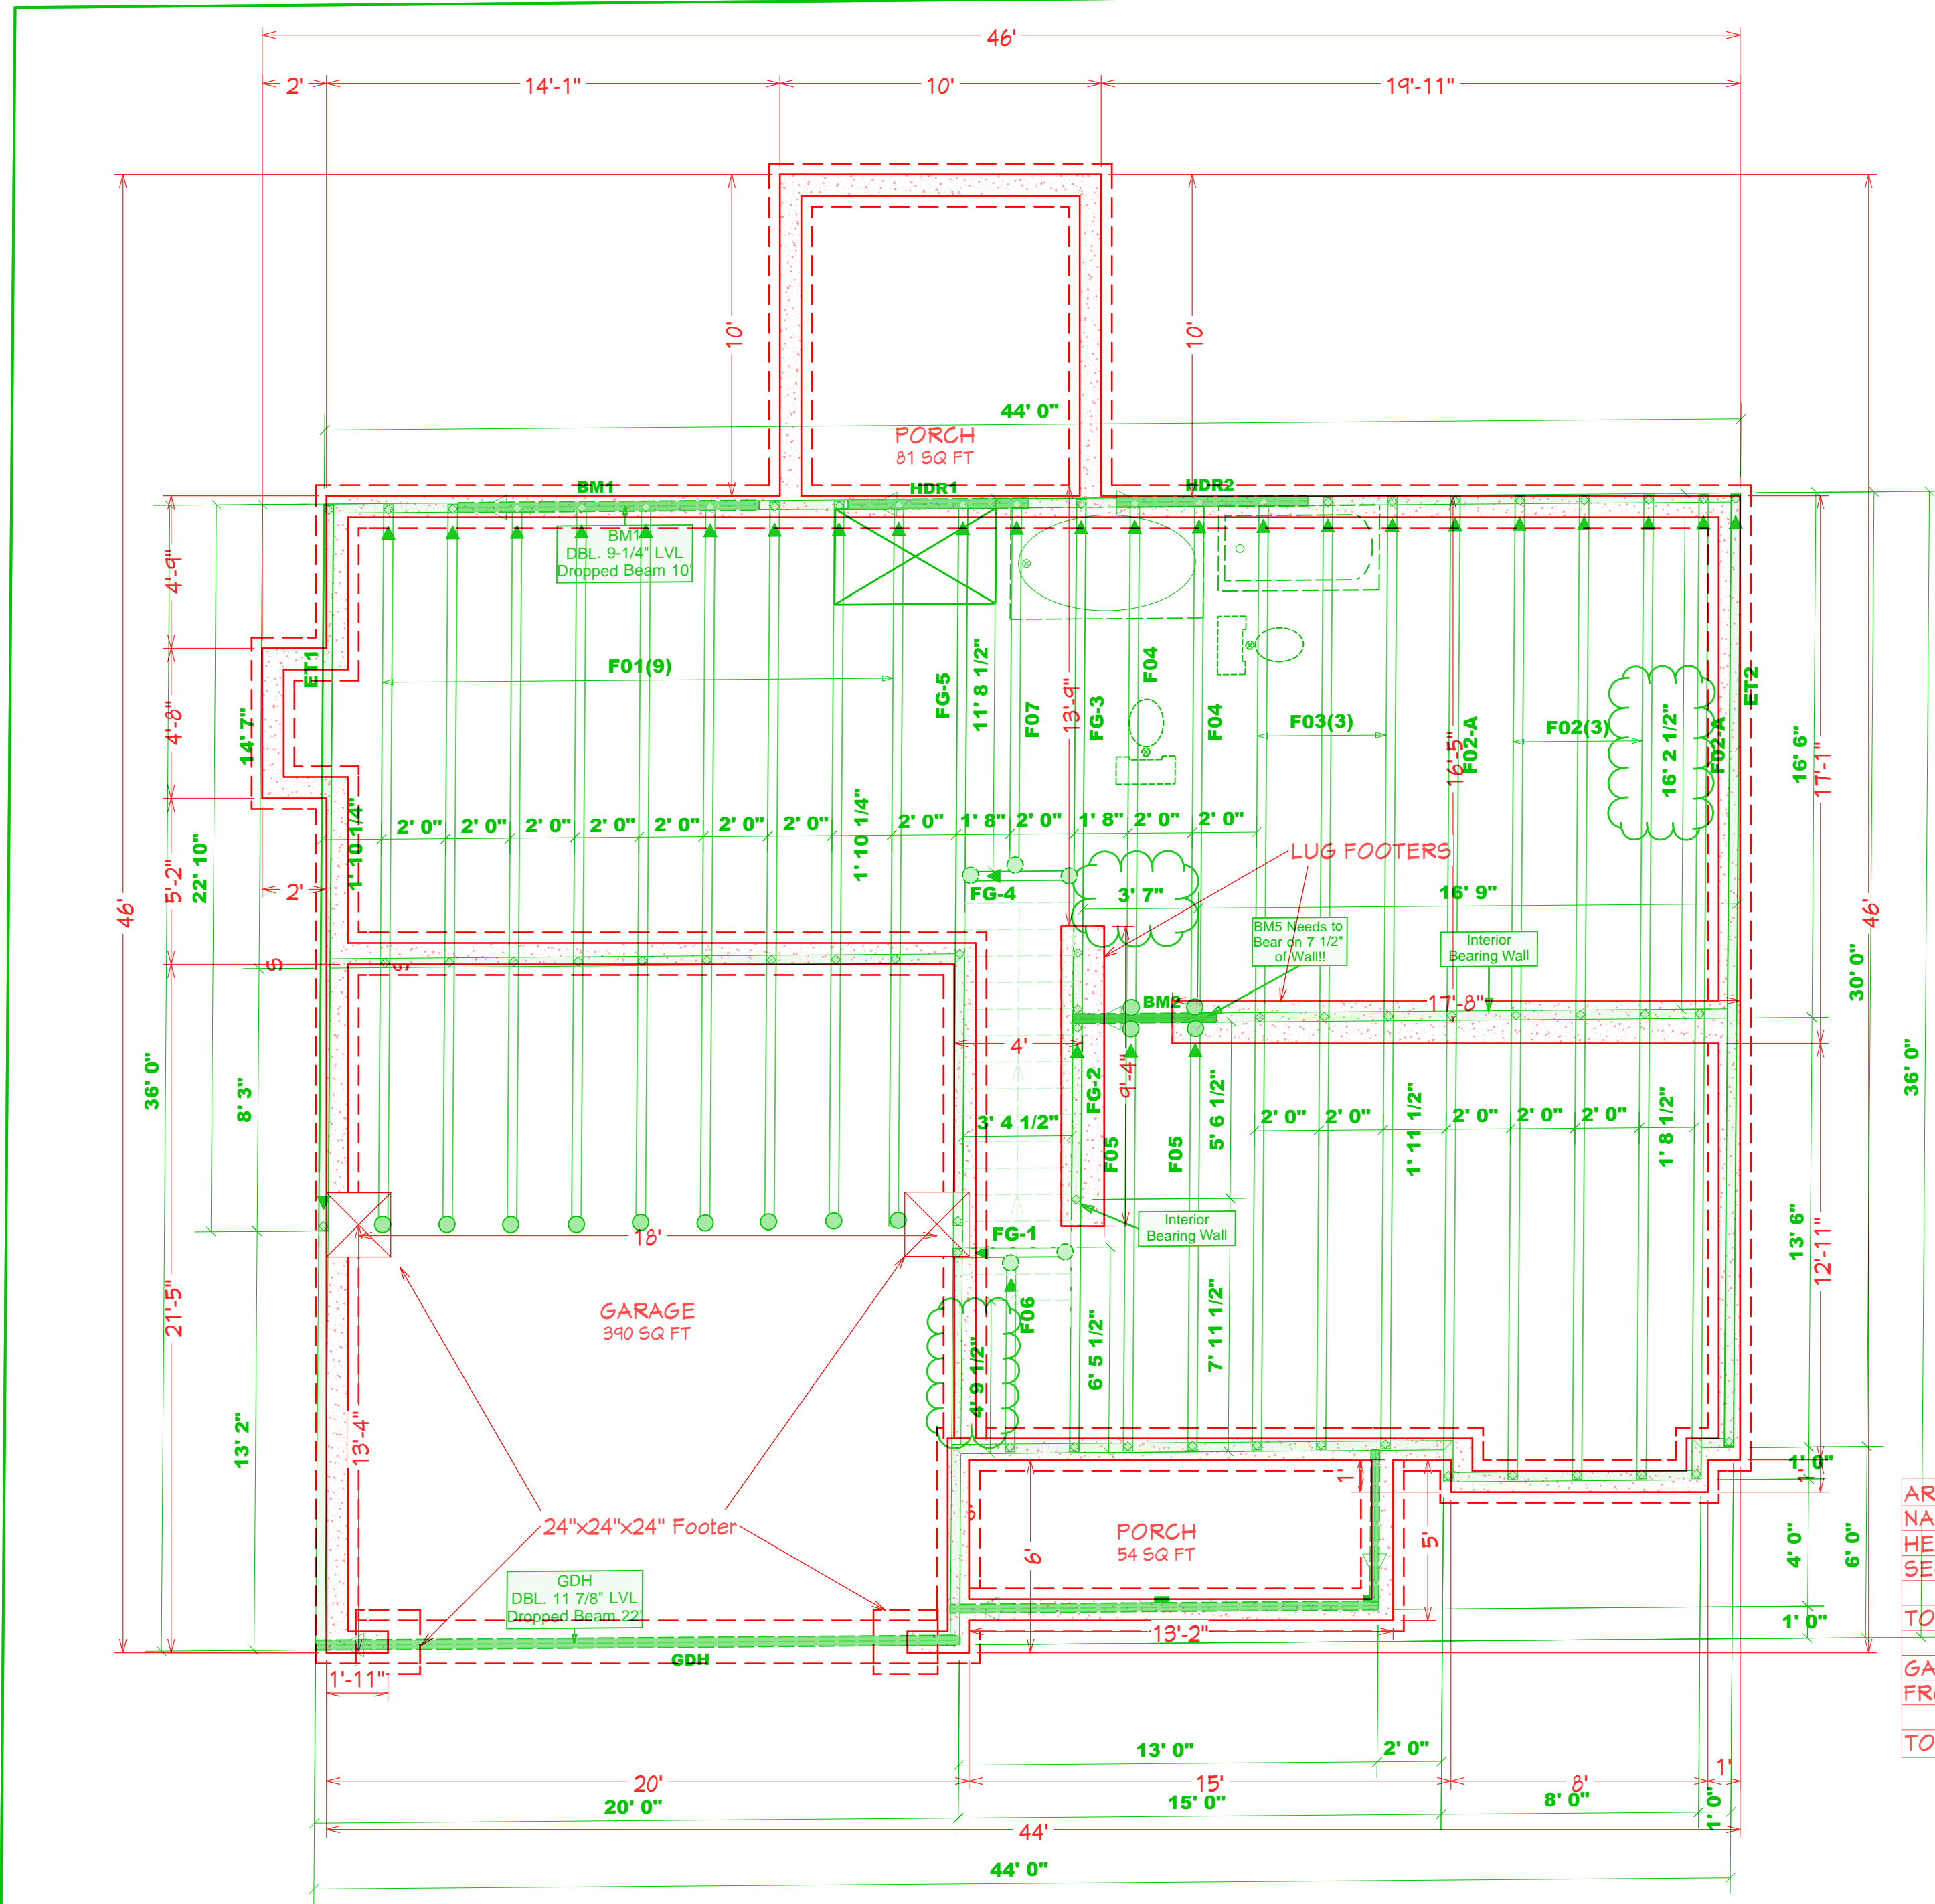 46'
2'
14'-1"
10'
19'-11"
10'
10'
44' 0"
PORCH
81 SQ FT
BM1
HDR1
HDR2
BM1
DBL. 9-1/4" LVL
Dropped Beam 10'
4'-9"
ET1
F01(9)
FG-5
11' 8 1/2"
F07
13'-9"
FG-3
F04
F04
F03(3)
16'-5"
F02-A
F02(3)
16' 2 1/2"
F02-A
ET2
16' 6"
17'-1"
4'-8"
14' 7"
1' 10 1/4"
2' 0"
2' 0"
2' 0"
2' 0"
2' 0"
2' 0"
2' 0"
1' 10 1/4"
2' 0"
1' 8"
2' 0"
1' 8"
2' 0"
2' 0"
LUG FOOTERS
22' 10"
5'-2"
2'
46'
FG-4
3' 7"
16' 9"
46'
BM5 Needs to
Bear on 7 1/2"
of Wall!!
Interior
Bearing Wall
30' 0"
BM2
17'-8"
4'
9'-4"
36' 0"
8' 3"
FG-2
3' 4 1/2"
F05
F05
5' 6 1/2"
2' 0"
2' 0"
1' 11 1/2"
2' 0"
2' 0"
2' 0"
1' 8 1/2"
36' 0"
18'
FG-1
Interior
Bearing Wall
13' 6"
12'-11"
21'-5"
GARAGE
390 SQ FT
F06
4' 9 1/2"
6' 5 1/2"
7' 11 1/2"
13' 2"
13'-4"
1'
1' 0"
1'
24"x24"x24" Footer
PORCH
54 SQ FT
6'
5'
4' 0"
6' 0"
AR
NA
HE
SE
TO
GA
FR
TO
GDH
DBL. 11 7/8" LVL
Dropped Beam 22'
1' 0"
13'-2"
GDH
1'-11"
13' 0"
2' 0"
20'
15'
8'
1'
20' 0"
15' 0"
8' 0"
1' 0"
44'
44' 0"